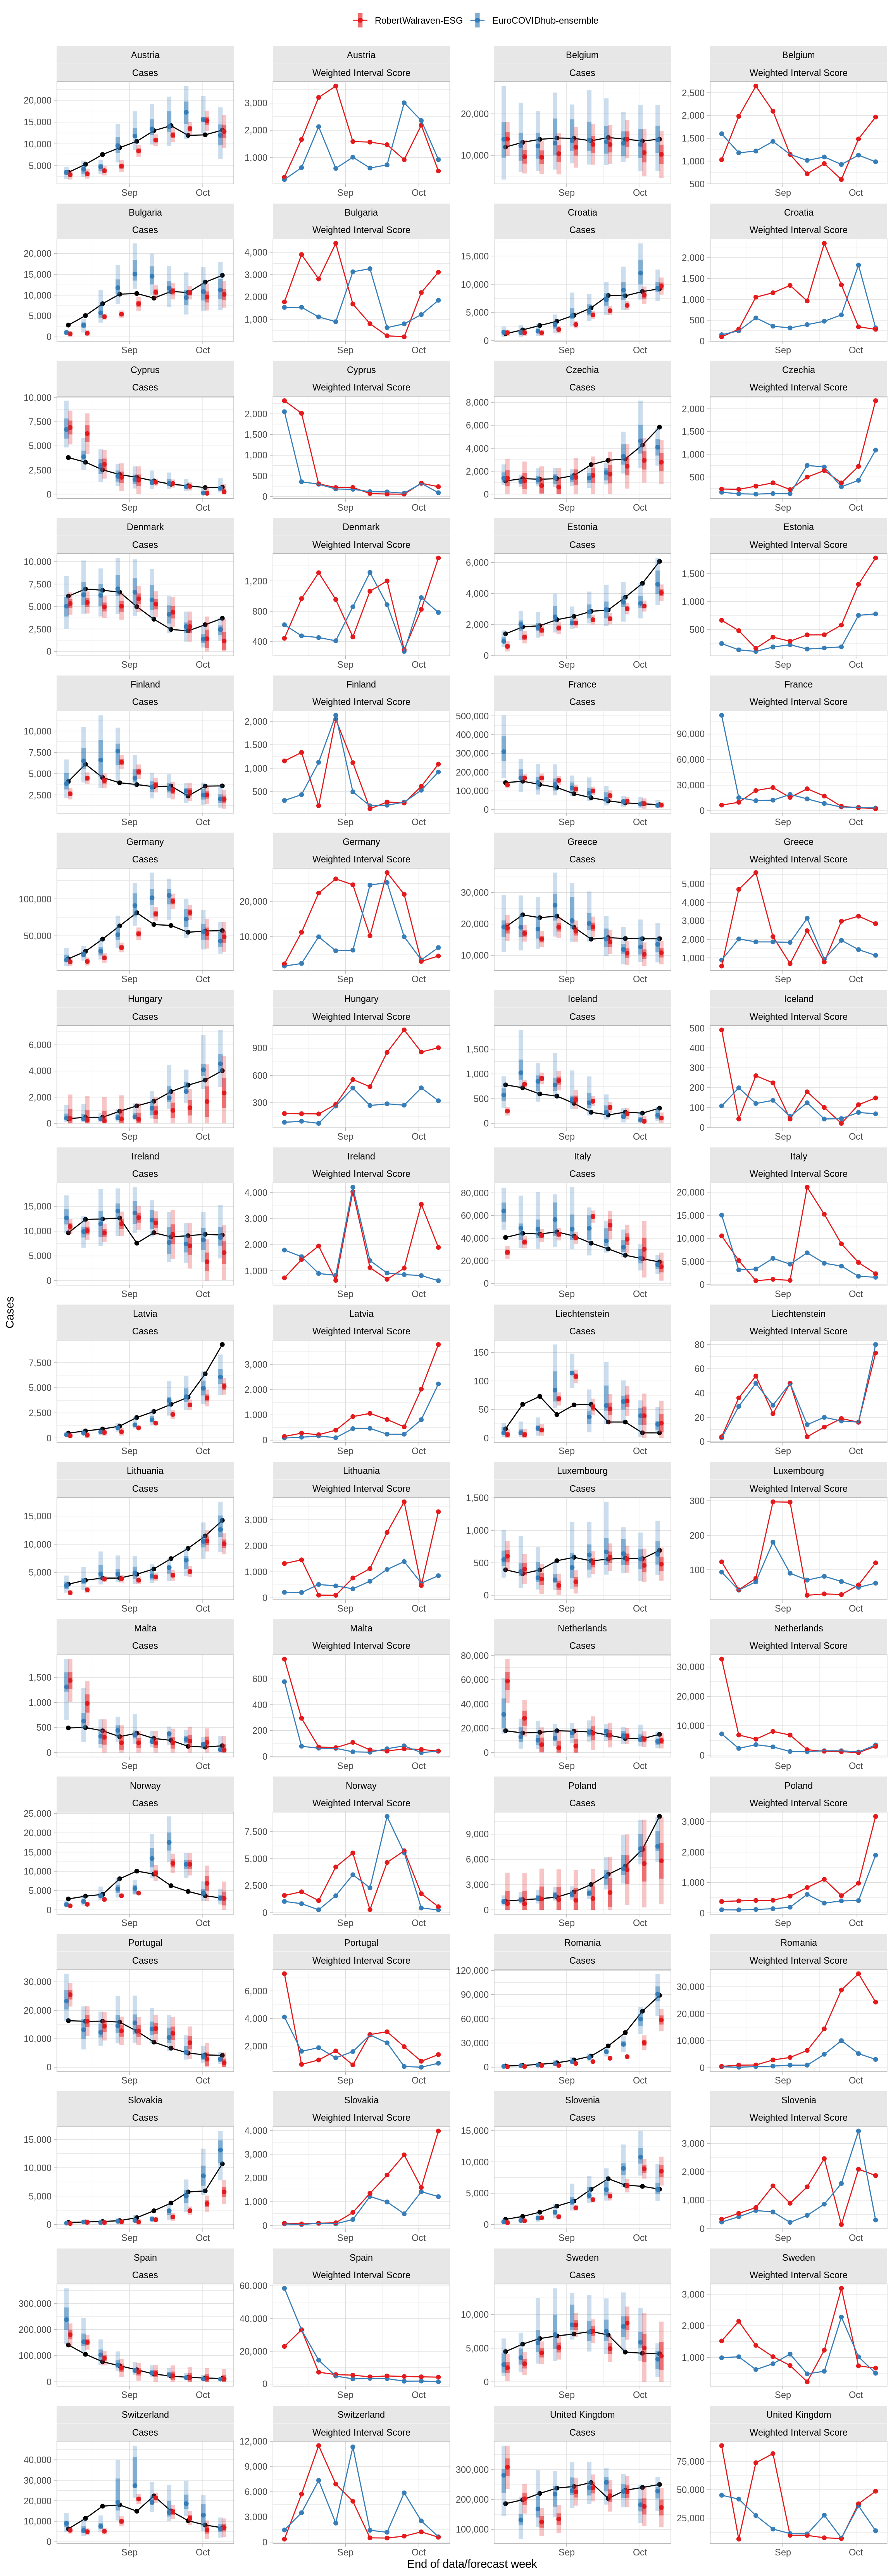 RobertWalraven-ESG EuroCOVIDhub-ensemble
Cases
Austria Austria Belgium Belgium
Cases Weighted Interval Score Cases Weighted Interval Score
20,000 15,000 10,000 5,000
3,000 2,000 1,000
20,000 10,000
2,500 2,000 1,500 1,000 500
Sep Oct Sep Oct Sep Oct Sep Oct
Bulgaria Bulgaria Croatia Croatia
Cases Weighted Interval Score Cases Weighted Interval Score
20,000 15,000 10,000 5,000 0
4,000 3,000 2,000 1,000
15,000 10,000 5,000 0
2,000 1,500 1,000 500 0
Sep Oct Sep Oct Sep Oct Sep Oct
Cyprus Cyprus Czechia Czechia
Cases Weighted Interval Score Cases Weighted Interval Score
10,000 7,500 5,000 2,500 0
2,000 1,500 1,000 500 0
8,000 6,000 4,000 2,000 0
2,000 1,500 1,000 500
Sep Oct Sep Oct Sep Oct Sep Oct
Denmark Denmark Estonia Estonia
Cases Weighted Interval Score Cases Weighted Interval Score
10,000 7,500 5,000 2,500 0
1,200 800 400
6,000 4,000 2,000 0
1,500 1,000 500
Sep Oct Sep Oct Sep Oct Sep Oct
Finland Finland France France
Cases Weighted Interval Score Cases Weighted Interval Score
10,000 7,500 5,000 2,500
2,000 1,500 1,000 500
500,000 400,000 300,000 200,000 100,000 0
90,000 60,000 30,000 0
Sep Oct Sep Oct Sep Oct Sep Oct
Germany Germany Greece Greece
Cases Weighted Interval Score Cases Weighted Interval Score
100,000 50,000
20,000 10,000
30,000 20,000 10,000
5,000 4,000 3,000 2,000 1,000
Sep Oct Sep Oct Sep Oct Sep Oct
Hungary Hungary Iceland Iceland
Cases Weighted Interval Score Cases Weighted Interval Score
6,000 4,000 2,000 0
900 600 300
1,500 1,000 500 0
500 400 300 200 100 0
Sep Oct Sep Oct Sep Oct Sep Oct
Ireland Ireland Italy Italy
Cases Weighted Interval Score Cases Weighted Interval Score
15,000 10,000 5,000 0
4,000 3,000 2,000 1,000
80,000 60,000 40,000 20,000 0
20,000 15,000 10,000 5,000 0
Sep Oct Sep Oct Sep Oct Sep Oct
Latvia Latvia Liechtenstein Liechtenstein
Cases Weighted Interval Score Cases Weighted Interval Score
7,500 5,000 2,500 0
3,000 2,000 1,000 0
150 100 50 0
80 60 40 20 0
Sep Oct Sep Oct Sep Oct Sep Oct
Lithuania Lithuania Luxembourg Luxembourg
Cases Weighted Interval Score Cases Weighted Interval Score
15,000 10,000 5,000
3,000 2,000 1,000 0
1,500 1,000 500 0
300 200 100
Sep Oct Sep Oct Sep Oct Sep Oct
Malta Malta Netherlands Netherlands
Cases Weighted Interval Score Cases Weighted Interval Score
1,500 1,000 500 0
600 400 200 0
80,000 60,000 40,000 20,000 0
30,000 20,000 10,000 0
Sep Oct Sep Oct Sep Oct Sep Oct
Norway Norway Poland Poland
Cases Weighted Interval Score Cases Weighted Interval Score
25,000 20,000 15,000 10,000 5,000 0
7,500 5,000 2,500 0
9,000 6,000 3,000 0
3,000 2,000 1,000 0
Sep Oct Sep Oct Sep Oct Sep Oct
Portugal Portugal Romania Romania
Cases Weighted Interval Score Cases Weighted Interval Score
30,000 20,000 10,000 0
6,000 4,000 2,000
120,000 90,000 60,000 30,000 0
30,000 20,000 10,000 0
Sep Oct Sep Oct Sep Oct Sep Oct
Slovakia Slovakia Slovenia Slovenia
Cases Weighted Interval Score Cases Weighted Interval Score
15,000 10,000 5,000 0
4,000 3,000 2,000 1,000 0
15,000 10,000 5,000 0
3,000 2,000 1,000 0
Sep Oct Sep Oct Sep Oct Sep Oct
Spain Spain Sweden Sweden
Cases Weighted Interval Score Cases Weighted Interval Score
300,000 200,000 100,000 0
60,000 40,000 20,000 0
10,000 5,000 0
3,000 2,000 1,000
Sep Oct Sep Oct Sep Oct Sep Oct
Switzerland Switzerland United Kingdom United Kingdom
Cases Weighted Interval Score Cases Weighted Interval Score
40,000 30,000 20,000 10,000 0
12,000 9,000 6,000 3,000 0
300,000 200,000 100,000
75,000 50,000 25,000
Sep Oct Sep Oct Sep Oct Sep Oct
End of data/forecast week